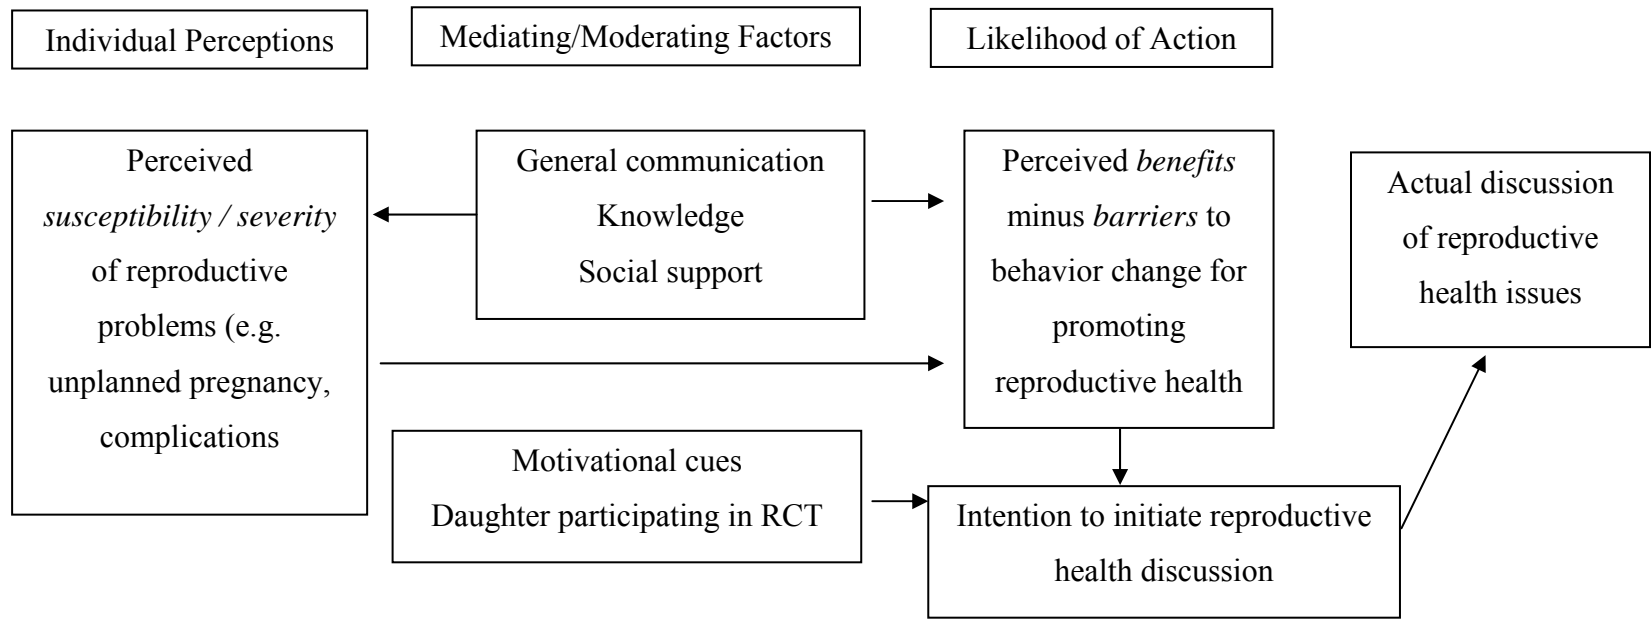 Individual Perceptions
Mediating/Moderating Factors
Likelihood of Action
Perceived
susceptibility / severity
of reproductive
problems (e.g.
unplanned pregnancy,
complications
General communication
Knowledge
Social support
Perceived benefits
minus barriers to
behavior change for
promoting
reproductive health
Actual discussion
of reproductive
health issues
Motivational cues
Daughter participating in RCT
Intention to initiate reproductive
health discussion